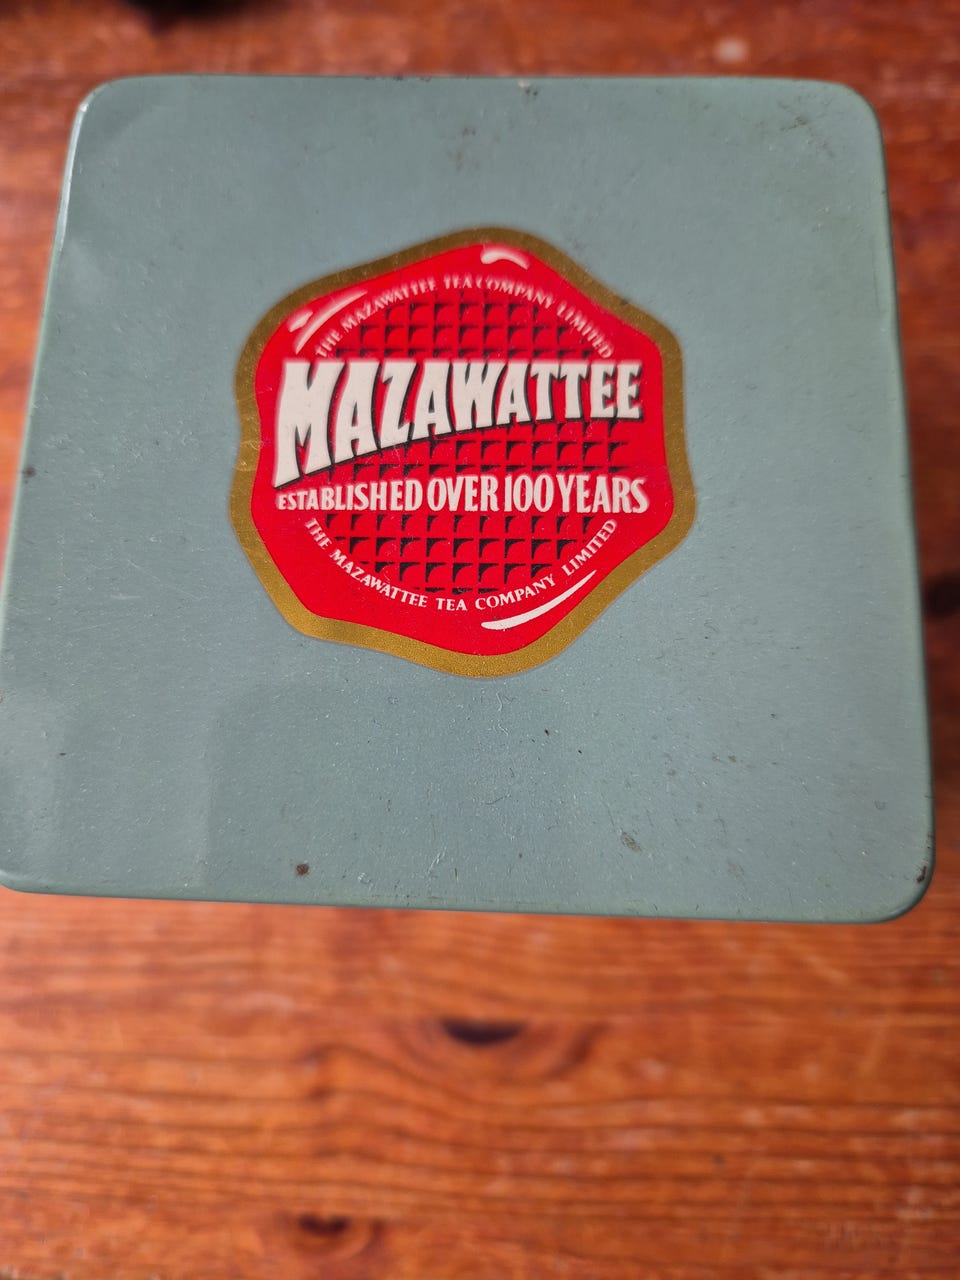 THE MAZAWATTEE TEA COMPANY LIMITED
MAZAWATTEE
ESTABLISHED OVER 100 YEARS
THE MAZAWATTEE TEA COMPANY LIMITED